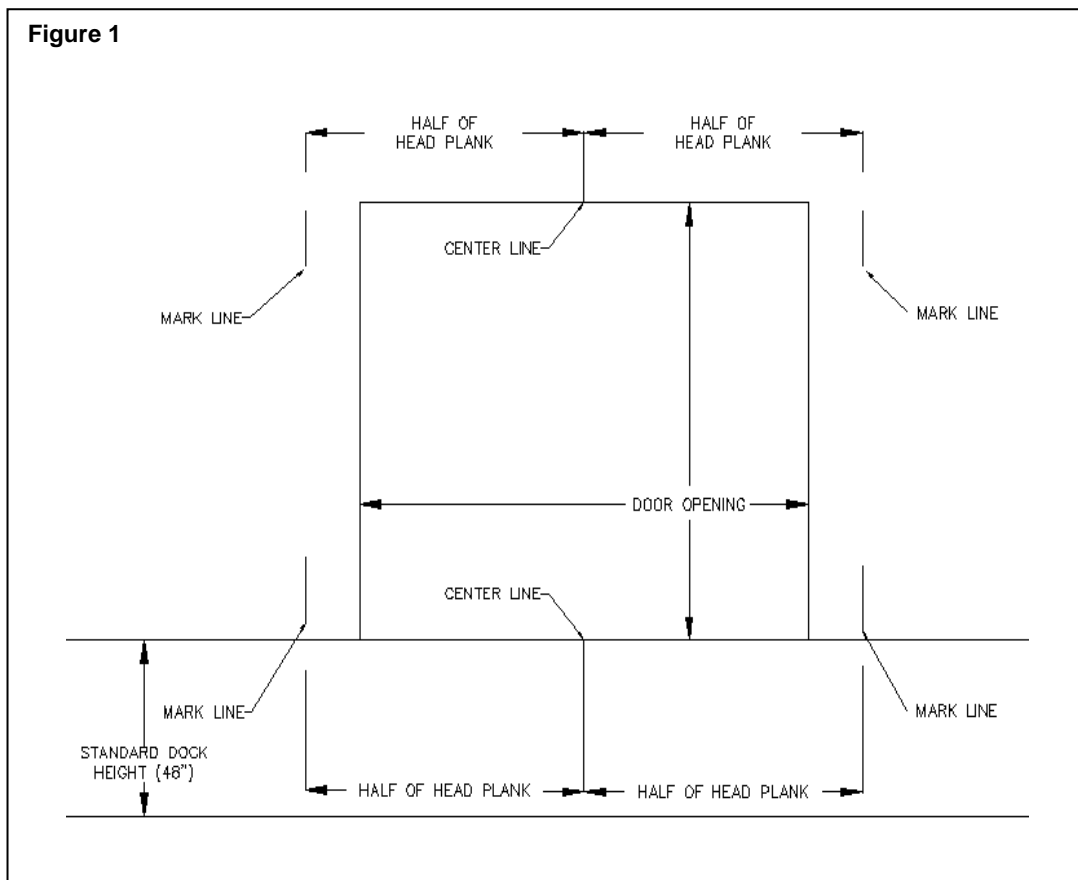 Figure 1
HALF OF
HEAD PLANK
HALF OF
HEAD PLANK
CENTER LINE
MARK LINE
MARK LINE
DOOR OPENING
CENTER LINE
MARK LINE
MARK LINE
STANDARD DOCK
HEIGHT (48")
HALF OF HEAD PLANK
HALF OF HEAD PLANK